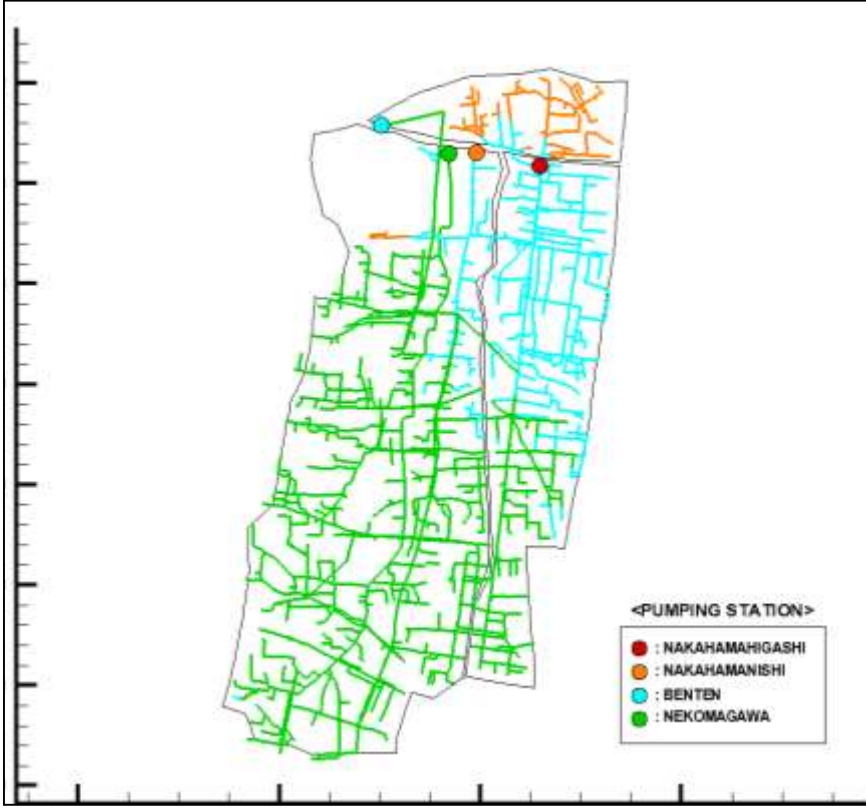 <PUMPING STATION>
: NAKAHAMAHIGASHI
: NAKAHAMANISHI
: BENTEN
: NEKOMAGAWA